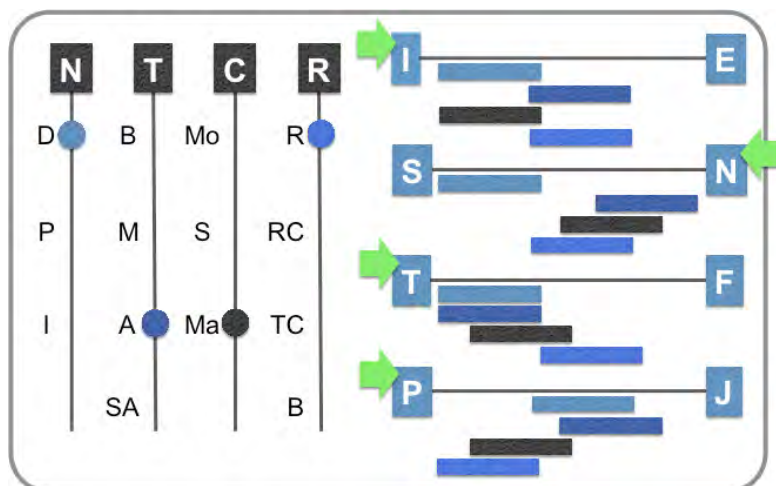 N T C R
D B Mo R
P M S RC
I A Ma TC
SA B
I E
S N
T F
P J